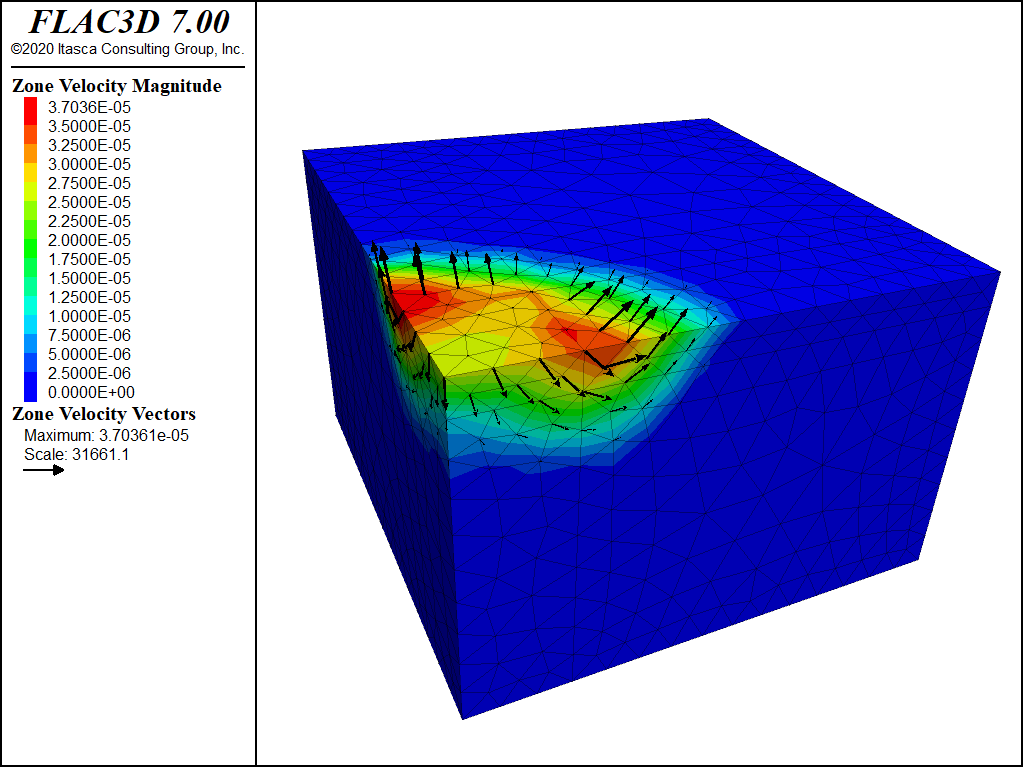 FLAC3D 7.00
©2020 Itasca Consulting Group, Inc.
Zone Velocity Magnitude
3.7036E-05
3.5000E-05
3.2500E-05
3.0000E-05
2.7500E-05
2.5000E-05
2.2500E-05
2.0000E-05
1.7500E-05
1.5000E-05
1.2500E-05
1.0000E-05
7.5000E-06
5.0000E-06
2.5000E-06
0.0000E+00
Zone Velocity Vectors
Maximum: 3.70361e-05
Scale: 31661.1